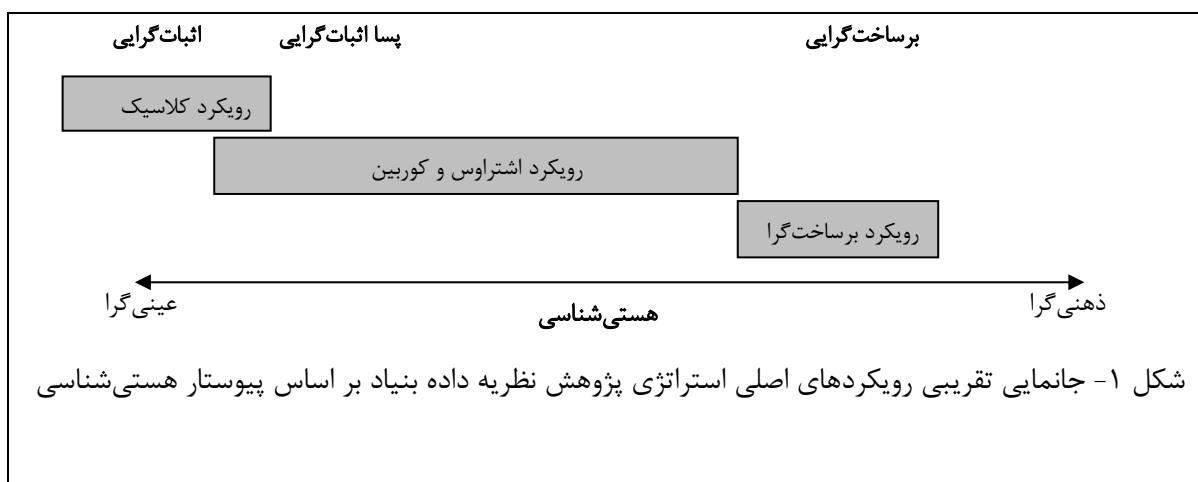 اثبات‌گرایی پسا اثبات‌گرایی برساخت‌گرایی
رویکرد کلاسیک
رویکرد اشتراوس و کوربین
رویکرد برساخت‌گرا
عینی‌گرا
ذهنی‌گرا
هستی‌شناسی
شکل ۱- جانمایی تقریبی رویکردهای اصلی استراتژی پژوهش نظریه داده بنیاد بر اساس پیوستار هستی‌شناسی